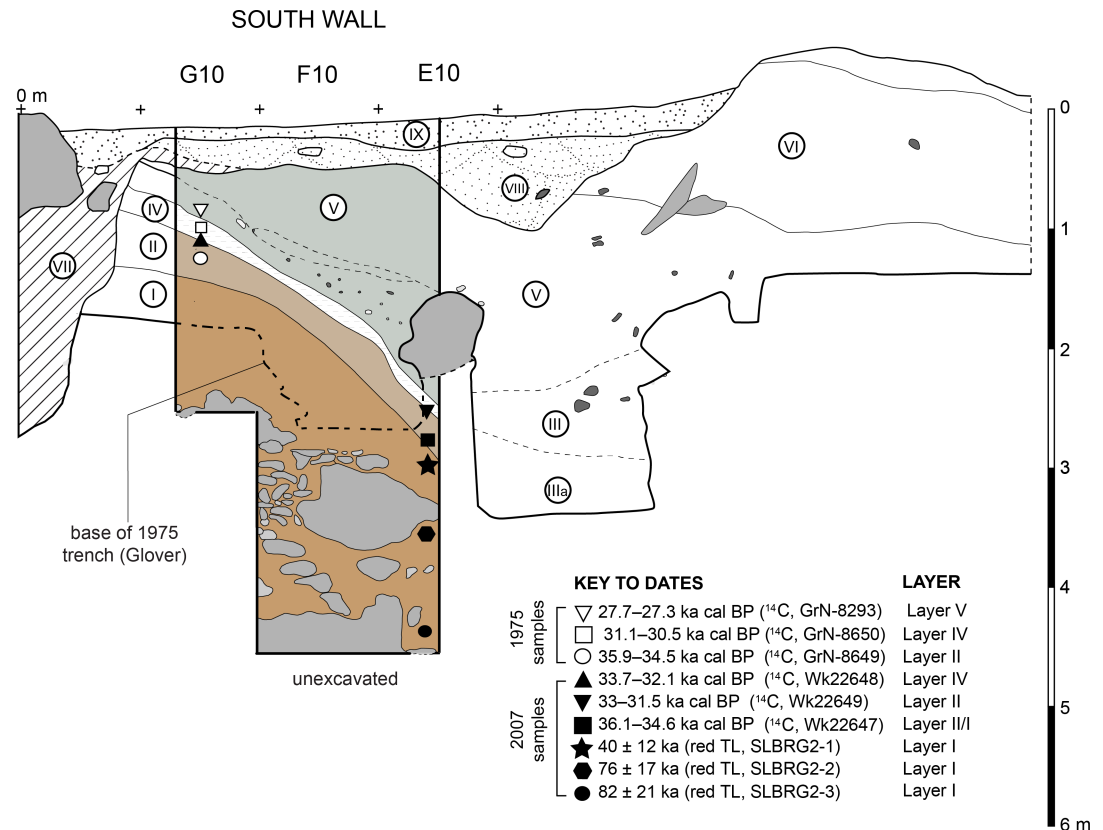 SOUTH WALL
G10 F10 E10
0 m
0
IX
VI
VIII
IV
V
II
1
VII
I
V
2
III
3
IIIa
base of 1975
trench (Glover)
4
unexcavated
KEY TO DATES LAYER
1975
samples
27.7–27.3 ka cal BP (¹⁴C, GrN-8293) Layer V
31.1–30.5 ka cal BP (¹⁴C, GrN-8650) Layer IV
35.9–34.5 ka cal BP (¹⁴C, GrN-8649) Layer II
2007
samples
33.7–32.1 ka cal BP (¹⁴C, Wk22648) Layer IV
33–31.5 ka cal BP (¹⁴C, Wk22649) Layer II
36.1–34.6 ka cal BP (¹⁴C, Wk22647) Layer II/I
40 ± 12 ka (red TL, SLBRG2-1) Layer I
76 ± 17 ka (red TL, SLBRG2-2) Layer I
82 ± 21 ka (red TL, SLBRG2-3) Layer I
5
6 m